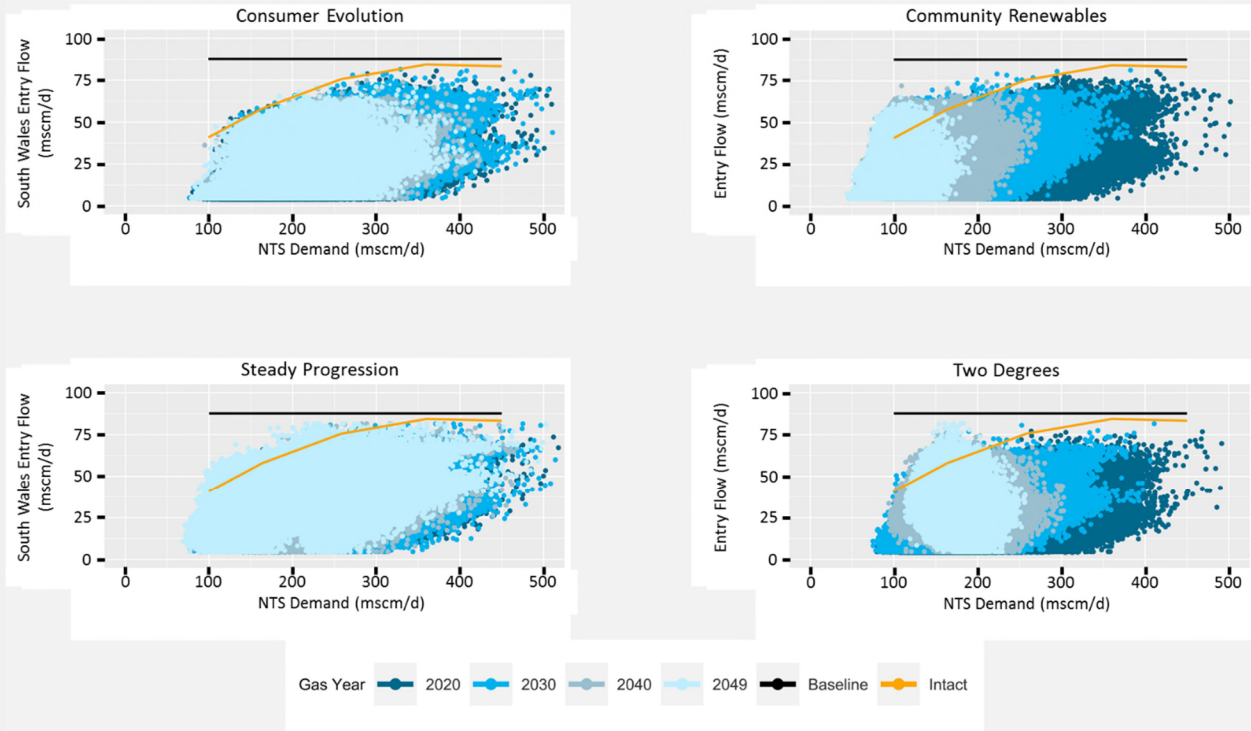 Consumer Evolution
South Wales Entry Flow
(mscm/d)
100
75
50
25
0
0 100 200 300 400 500
NTS Demand (mscm/d)
Community Renewables
Entry Flow (mscm/d)
100
75
50
25
0
0 100 200 300 400 500
NTS Demand (mscm/d)
Steady Progression
South Wales Entry Flow
(mscm/d)
100
75
50
25
0
0 100 200 300 400 500
NTS Demand (mscm/d)
Two Degrees
Entry Flow (mscm/d)
100
75
50
25
0
0 100 200 300 400 500
NTS Demand (mscm/d)
Gas Year 2020 2030 2040 2049 Baseline Intact